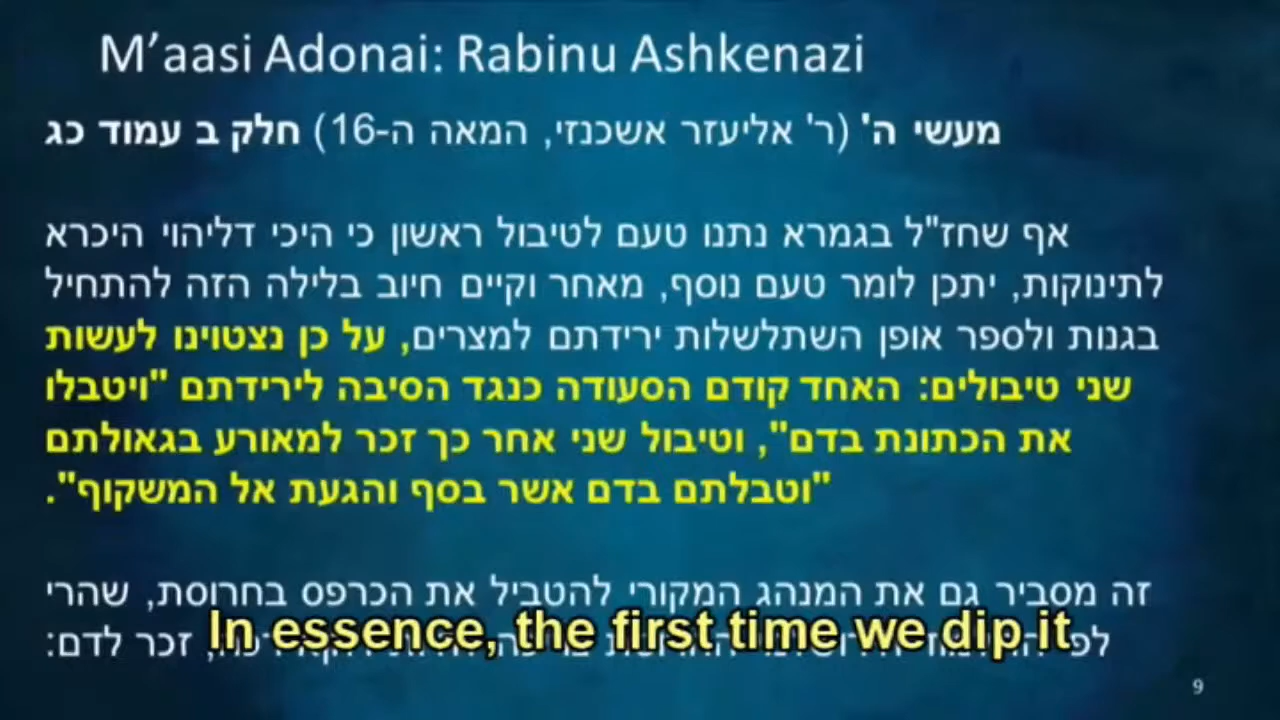 M’aasi Adonai: Rabinu Ashkenazi
מעשי ה' (ר' אליעזר אשכנזי, המאה ה-16) חלק ב עמוד כג
אף שחז"ל בגמרא נתנו טעם לטיבול ראשון כי היכי דליהוי היכרא
לתינוקות, יתכן לומר טעם נוסף, מאחר וקיים חיוב בלילה הזה להתחיל
בגנות ולספר אופן השתלשלות ירידתם למצרים, על כן נצטוינו לעשות
שני טיבולים: האחד קודם הסעודה כנגד הסיבה לירידתם "ויטבלו
את הכתונת בדם", וטיבול שני אחר כך זכר למאורע בגאולתם
"וטבלתם בדם אשר בסף והגעת אל המשקוף".
זה מסביר גם את המנהג המקורי להטביל את הכרפס בחרוסת, שהרי
זכר לדם:
In essence, the first time we dip it
9